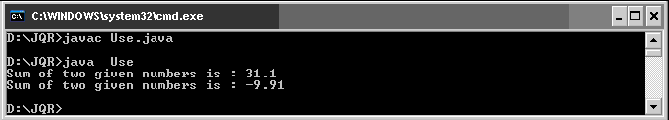 C:\WINDOWS\system32\cmd.exe
D:\JQR>javac Use.java
D:\JQR>java  Use
Sum of two given numbers is : 31.1
Sum of two given numbers is : -9.91
D:\JQR>